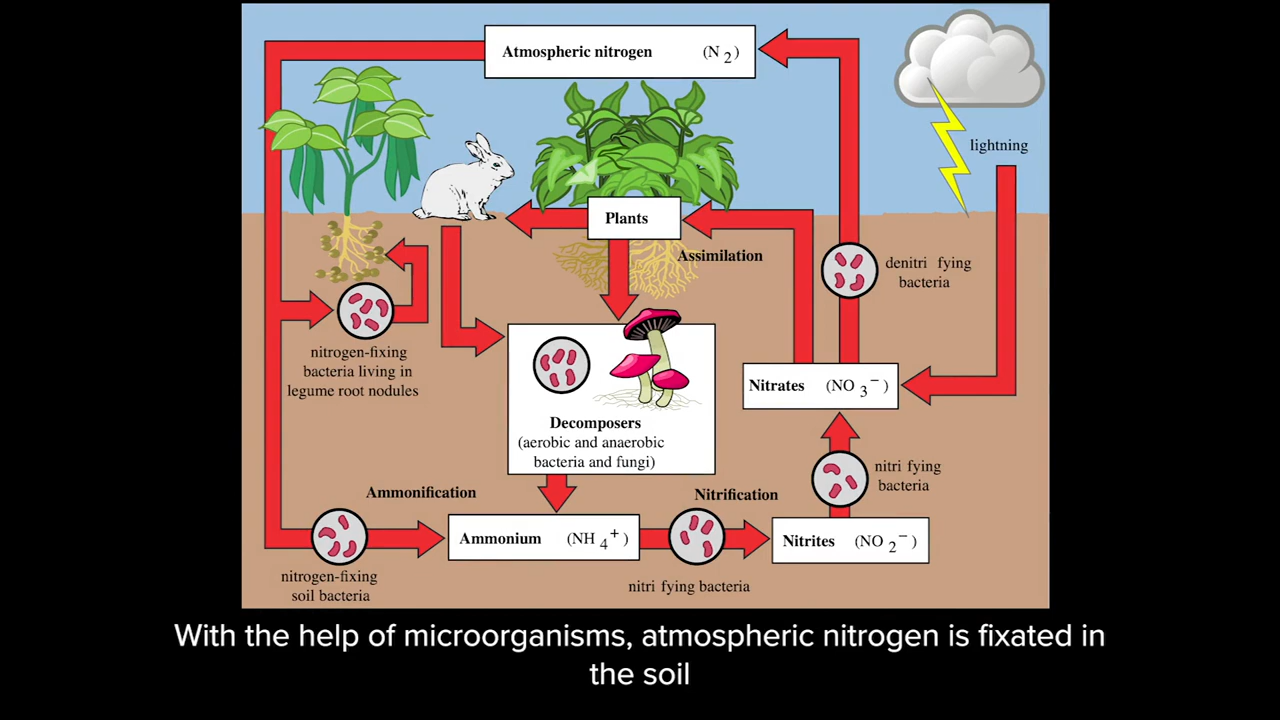 Atmospheric nitrogen (N 2 )
lightning
Plants
Assimilation
denitri fying
bacteria
nitrogen-fixing
bacteria living in
legume root nodules
Nitrates (NO 3 − )
Decomposers
(aerobic and anaerobic
bacteria and fungi)
nitri fying
bacteria
Ammonification
Nitrification
Ammonium (NH 4 + )
Nitrites (NO 2 − )
nitrogen-fixing
soil bacteria
nitri fying bacteria
With the help of microorganisms, atmospheric nitrogen is fixated in
the soil